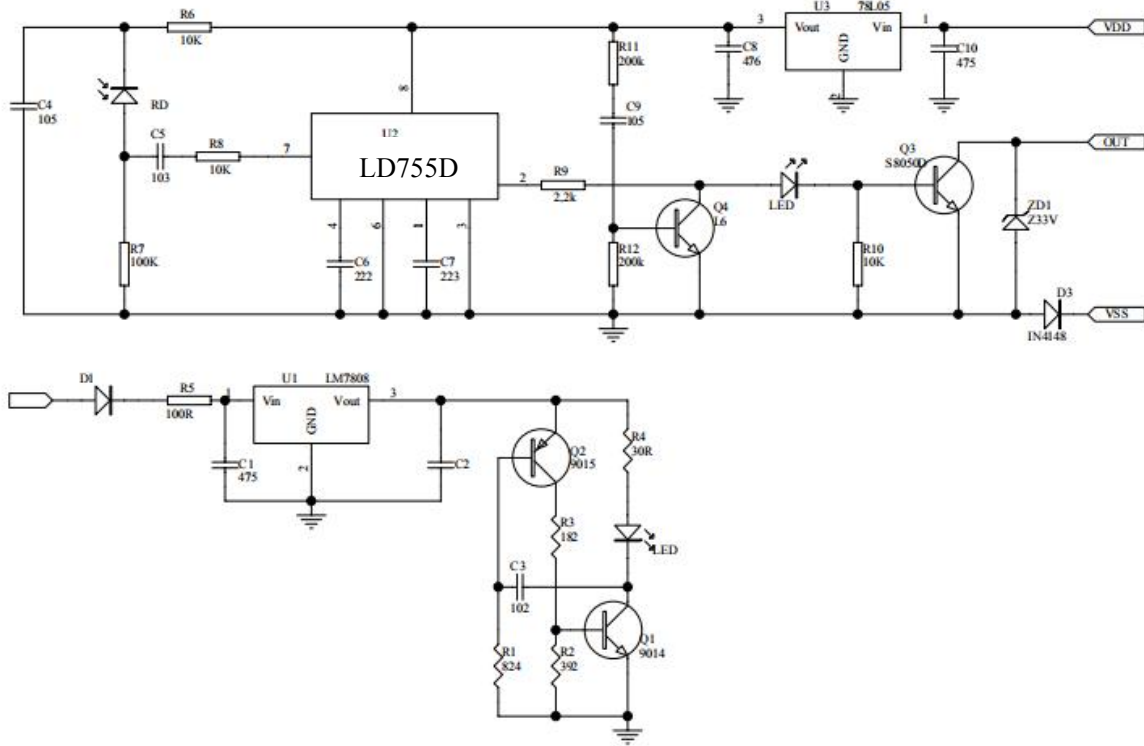 R6
10K
C4
105
RD
C5
103
R8
10K
R7
100K
7
8
U2
LD755D
4
6
1
3
2
C6
222
C7
223
R9
2,2k
R11
200k
C9
105
R12
200k
Q4
L6
C8
476
3
U3
78L05
Vout
Vin
GND
2
1
C10
475
VDD
LED
R10
10K
Q3
S8050D
OUT
ZD1
Z33V
D3
IN4148
VSS
D1
R5
100R
1
U1
LM7808
Vin
Vout
GND
2
3
C1
475
C2
Q2
9015
R4
30R
R3
182
LED
C3
102
R1
824
R2
392
Q1
9014